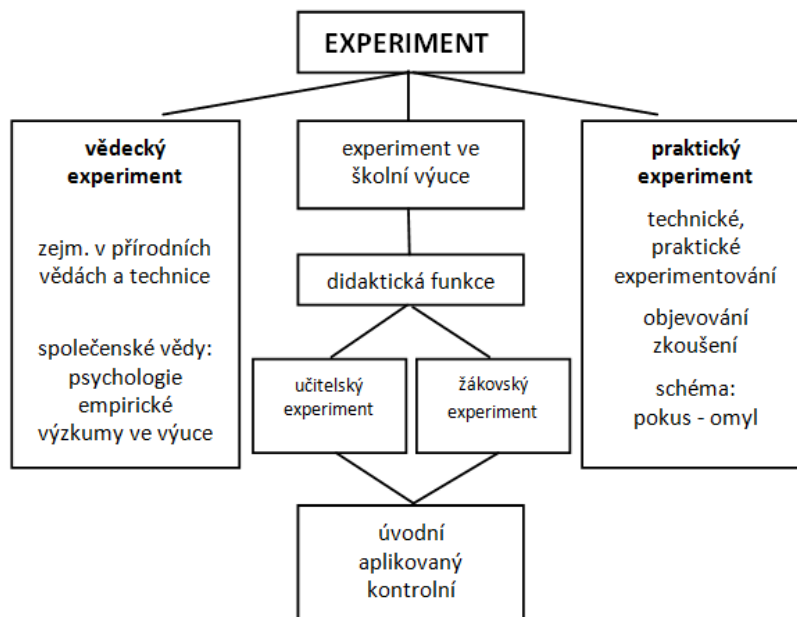 EXPERIMENT
vědecký
experiment
zejm. v přírodních
vědách a technice
společenské vědy:
psychologie
empirické
výzkumy ve výuce
experiment ve
školní výuce
didaktická funkce
učitelský
experiment
žákovský
experiment
úvodní
aplikovaný
kontrolní
praktický
experiment
technické,
praktické
experimentování
objevování
zkoušení
schéma:
pokus - omyl